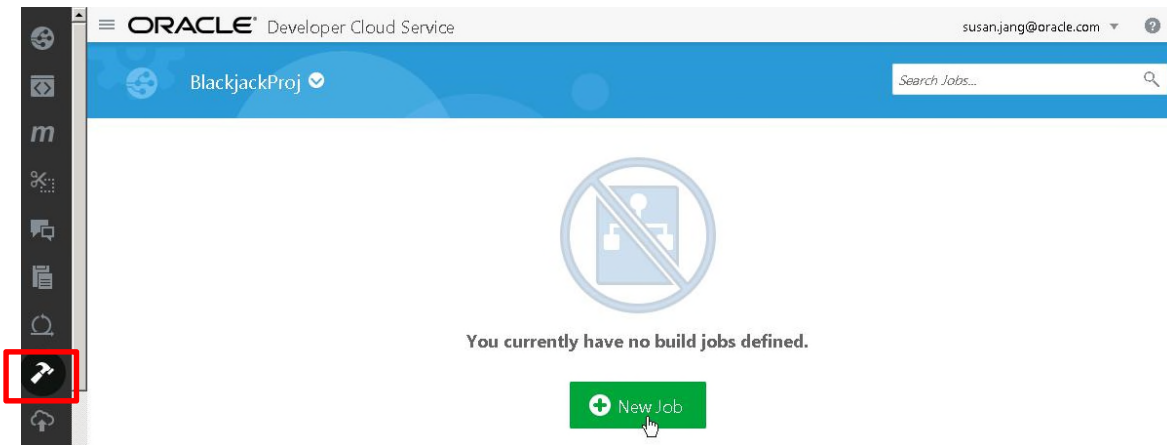 ORACLE® Developer Cloud Service
susan.jang@oracle.com
?
BlackjackProj
Search Jobs...
m
You currently have no build jobs defined.
New Job